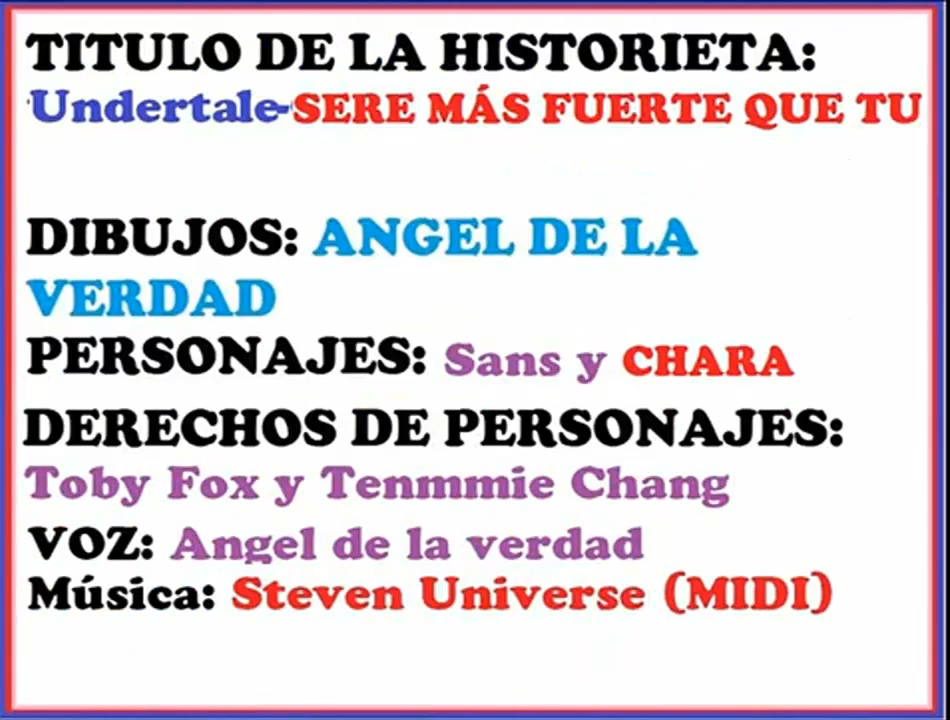 TITULO DE LA HISTORIETA:
Undertale-SERE MÁS FUERTE QUE TU
DIBUJOS: ANGEL DE LA
VERDAD
PERSONAJES: Sans y CHARA
DERECHOS DE PERSONAJES:
Toby Fox y Tenmmie Chang
VOZ: Angel de la verdad
Música: Steven Universe (MIDI)